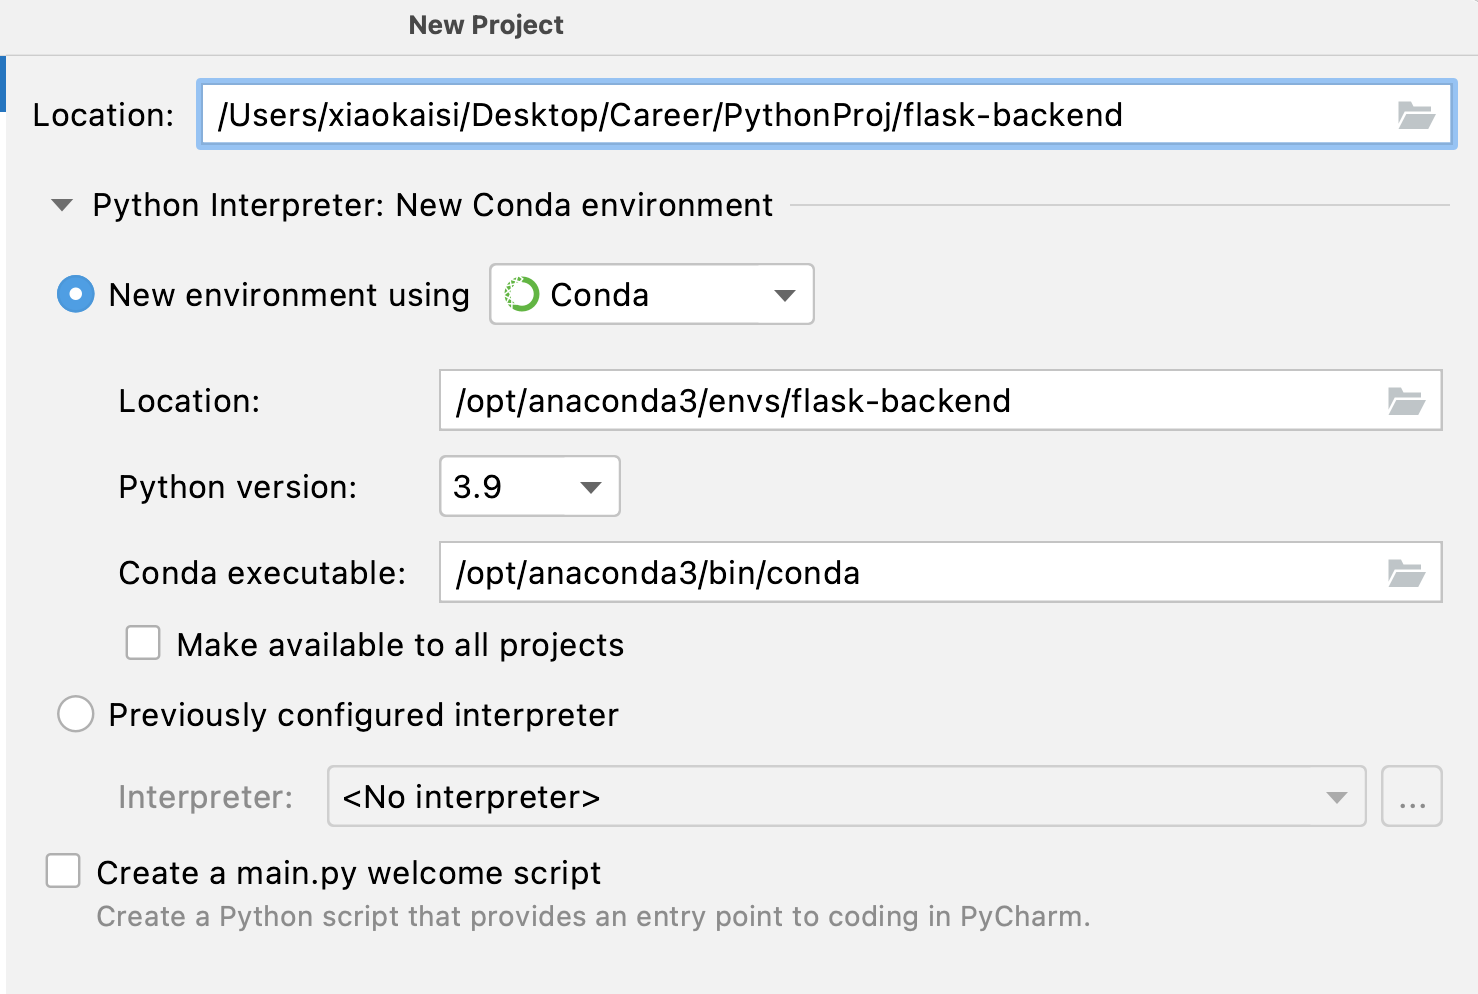 New Project
Location: /Users/xiaokaisi/Desktop/Career/PythonProj/flask-backend
Python Interpreter: New Conda environment
New environment using Conda
Location: /opt/anaconda3/envs/flask-backend
Python version: 3.9
Conda executable: /opt/anaconda3/bin/conda
Make available to all projects
Previously configured interpreter
Interpreter: <No interpreter> ...
Create a main.py welcome script
Create a Python script that provides an entry point to coding in PyCharm.